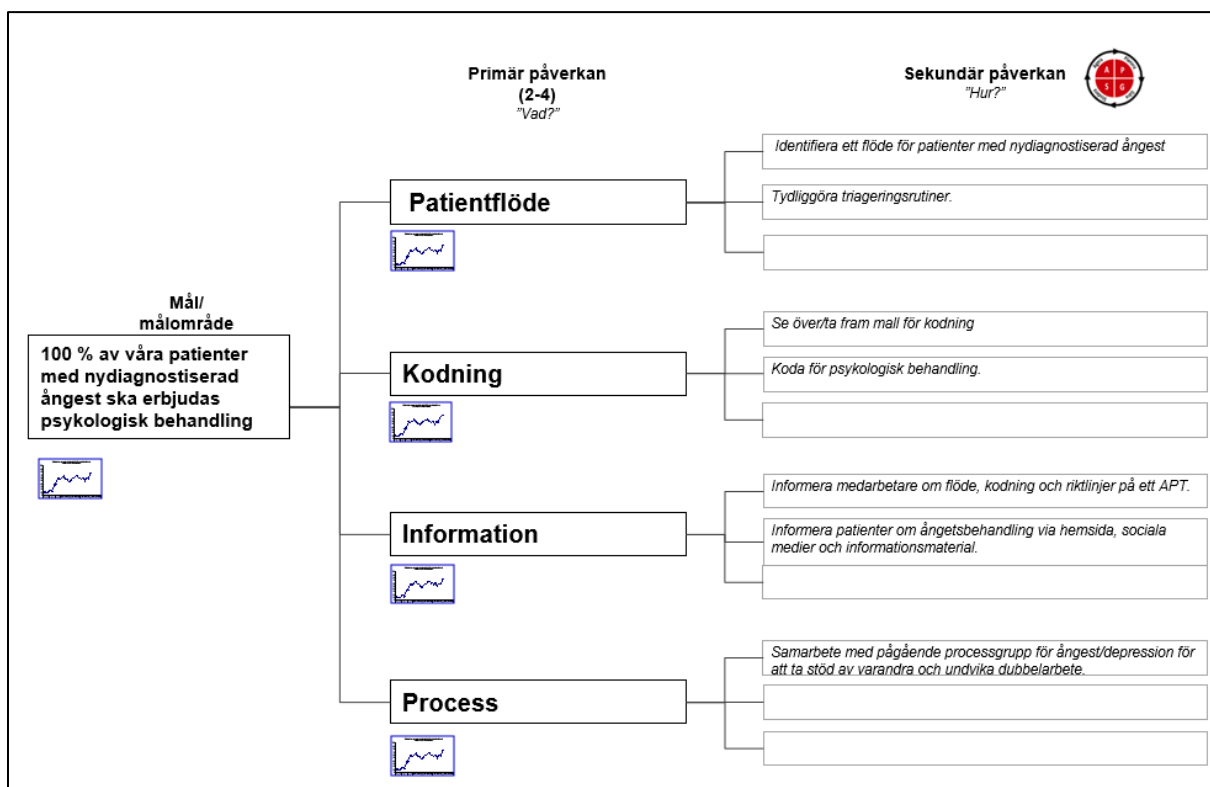 Primär påverkan
(2-4)
"Vad?"
Sekundär påverkan
"Hur?"
A P
S G
Mål/
målområde
100 % av våra patienter
med nydiagnostiserad
ångest ska erbjudas
psykologisk behandling
Patientflöde
Identifiera ett flöde för patienter med nydiagnostiserad ångest
Tydliggöra triageringsrutiner.
Kodning
Se över/ta fram mall för kodning
Koda för psykologisk behandling.
Information
Informera medarbetare om flöde, kodning och riktlinjer på ett APT.
Informera patienter om ångetsbehandling via hemsida, sociala
medier och informationsmaterial.
Process
Samarbete med pågående processgrupp för ångest/depression för
att ta stöd av varandra och undvika dubbelarbete.